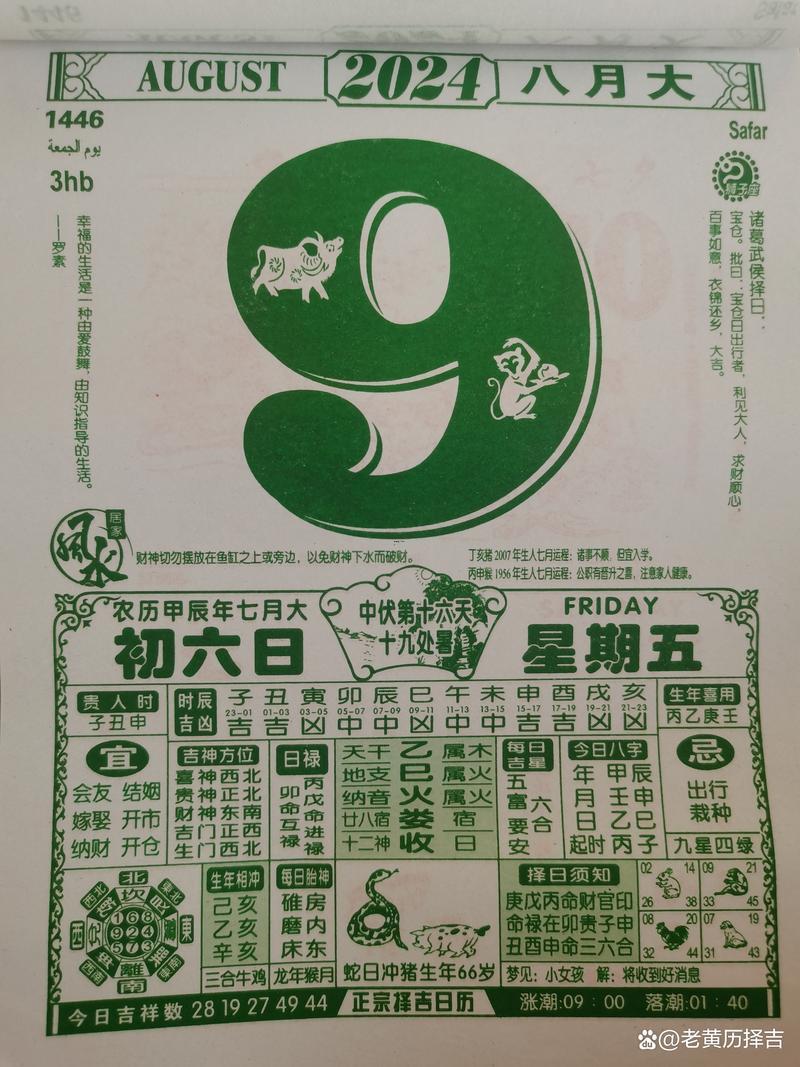 AUGUST 2024 八月大
1446
يوم الجمعة
3hb
Safar
狮子座
幸福的生活是一种由爱鼓舞，由知识指导的生活。
——罗素
诸葛武侯择日：
宝仓。批曰：宝仓日出行者，利见大人，求财顺心，
百事如意，衣锦还乡，大吉。
居家
风水
财神切勿摆放在鱼缸之上或旁边，以免财神下水而破财。
丁亥猪2007年生人七月运程：诸事不顺，但宜入学。
丙申猴1956年生人七月运程：公职有晋升之喜，注意家人健康。
农历甲辰年七月大
初六日
中伏第十六天
十九处暑
FRIDAY
星期五
贵人时
子丑申
时辰吉凶
子 丑 寅 卯 辰 巳 午 未 申 酉 戌 亥
23-01 01-03 03-05 05-07 07-09 09-11 11-13 13-15 15-17 17-19 19-21 21-23
吉 吉 凶 中 中 凶 中 中 吉 吉 凶 凶
生年喜用
丙乙庚壬
宜
会友 结姻
嫁娶 开市
纳财 开仓
吉神方位
喜神西北
贵神正北
财神东南
吉门正西
生门西北
日禄
丙戊命进禄
卯命互禄
天干 乙 属木
地支 巳 属火
纳音 火 属火
廿八宿 娄 宿
十二神 收 日
每日吉星
六合
五富
要安
今日八字
年 甲辰
月 壬申
日 乙巳
起时 丙子
忌
出行
栽种
九星四绿
北
西北 東北
西 東
西南 東南
南
坎
離
1 6 8
9 2 4
5 7 3
生年相冲
己亥
乙亥
辛亥
三合牛鸡
每日胎神
碓房
磨内
床东
龙年猴月
蛇日冲猪生年66岁
择日须知
庚戊丙命财官印
命禄在卯贵子申
丑酉申命三六合
02 14 09 21
26 38 33 45
08 20 07 19
32 44 31 43
梦见：小女孩 解：将收到好消息
今日吉祥数 28 19 27 49 44
正宗择吉日历
涨潮:09：00 落潮:01：40
@老黄历择吉